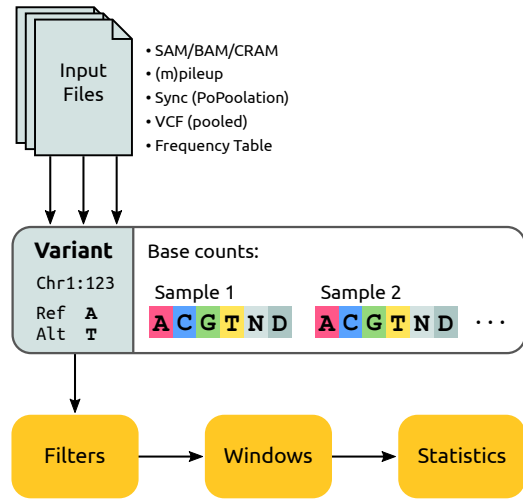 Input
Files
• SAM/BAM/CRAM
• (m)pileup
• Sync (PoPoolation)
• VCF (pooled)
• Frequency Table
Variant
Chr1:123
Ref A
Alt T
Base counts:
Sample 1
A C G T N D
Sample 2
A C G T N D
...
Filters
Windows
Statistics